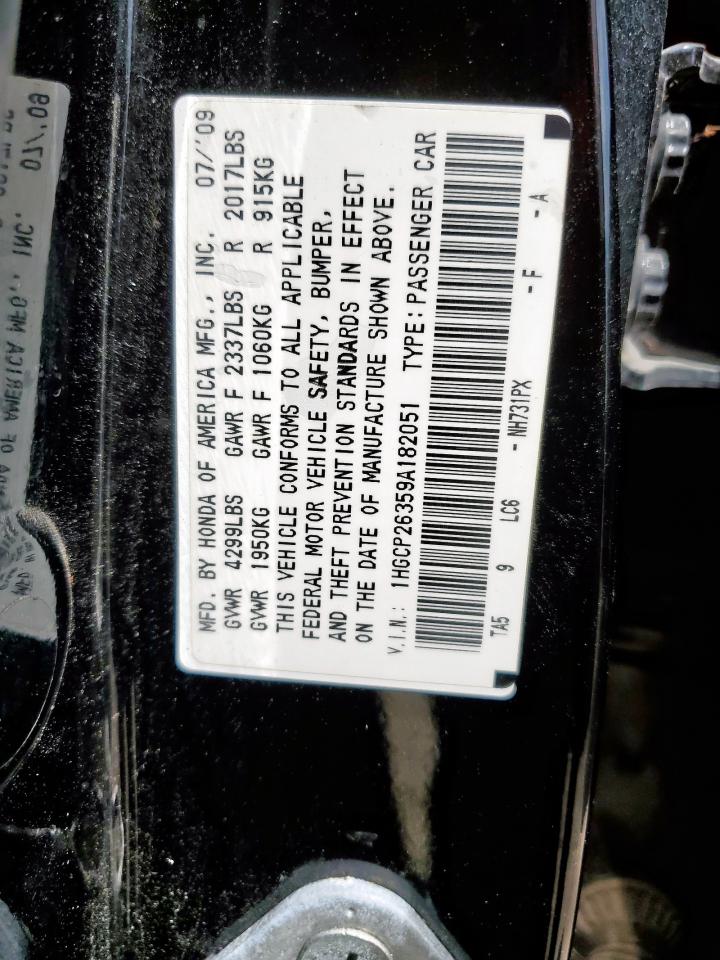 MFD. BY HONDA OF AMERICA MFG., INC. 07/'09
GVWR 4299LBS GAWR F 2337LBS R 2017LBS
GVWR 1950KG GAWR F 1060KG R 915KG
THIS VEHICLE CONFORMS TO ALL APPLICABLE
FEDERAL MOTOR VEHICLE SAFETY, BUMPER,
AND THEFT PREVENTION STANDARDS IN EFFECT
ON THE DATE OF MANUFACTURE SHOWN ABOVE.
V.I.N.: 1HGCP26359A182051 TYPE:PASSENGER CAR
TA5 9 LC6 - NH731PX - F - A